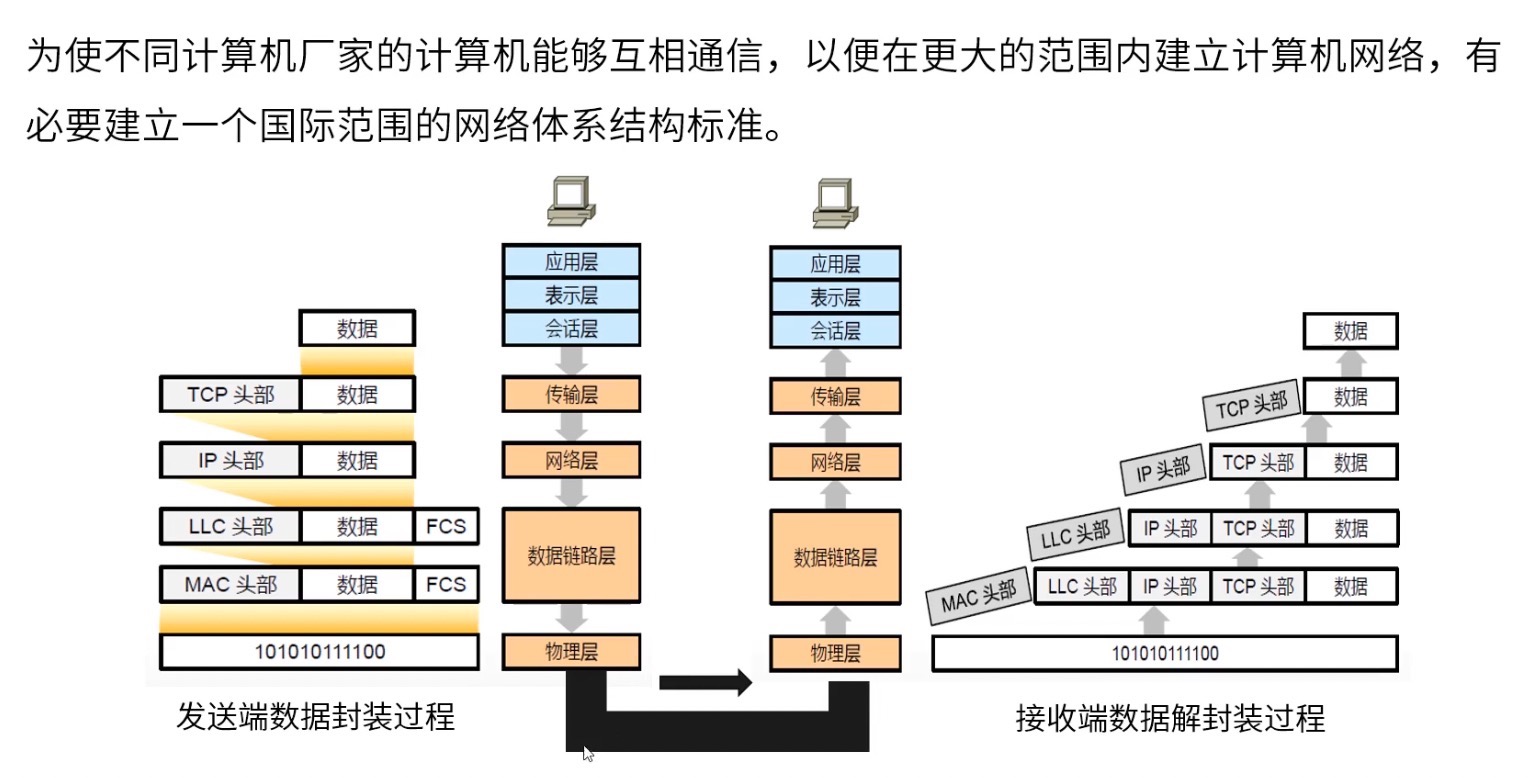 为使不同计算机厂家的计算机能够互相通信，以便在更大的范围内建立计算机网络，有
必要建立一个国际范围的网络体系结构标准。
数据
TCP 头部 数据
IP 头部 数据
LLC 头部 数据 FCS
MAC 头部 数据 FCS
101010111100
发送端数据封装过程
应用层
表示层
会话层
传输层
网络层
数据链路层
物理层
应用层
表示层
会话层
传输层
网络层
数据链路层
物理层
数据
TCP 头部 数据
IP 头部 TCP 头部 数据
LLC 头部 IP 头部 TCP 头部 数据
MAC 头部 LLC 头部 IP 头部 TCP 头部 数据
101010111100
接收端数据解封装过程